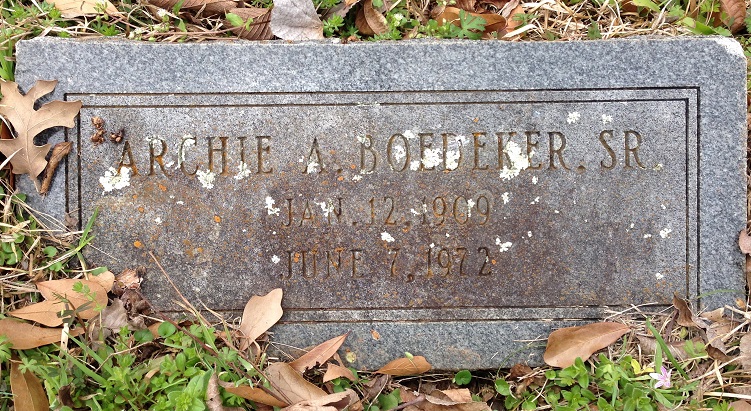 ARCHIE A. BOEDEKER, SR.
JAN. 12, 1909
JUNE 7, 1972